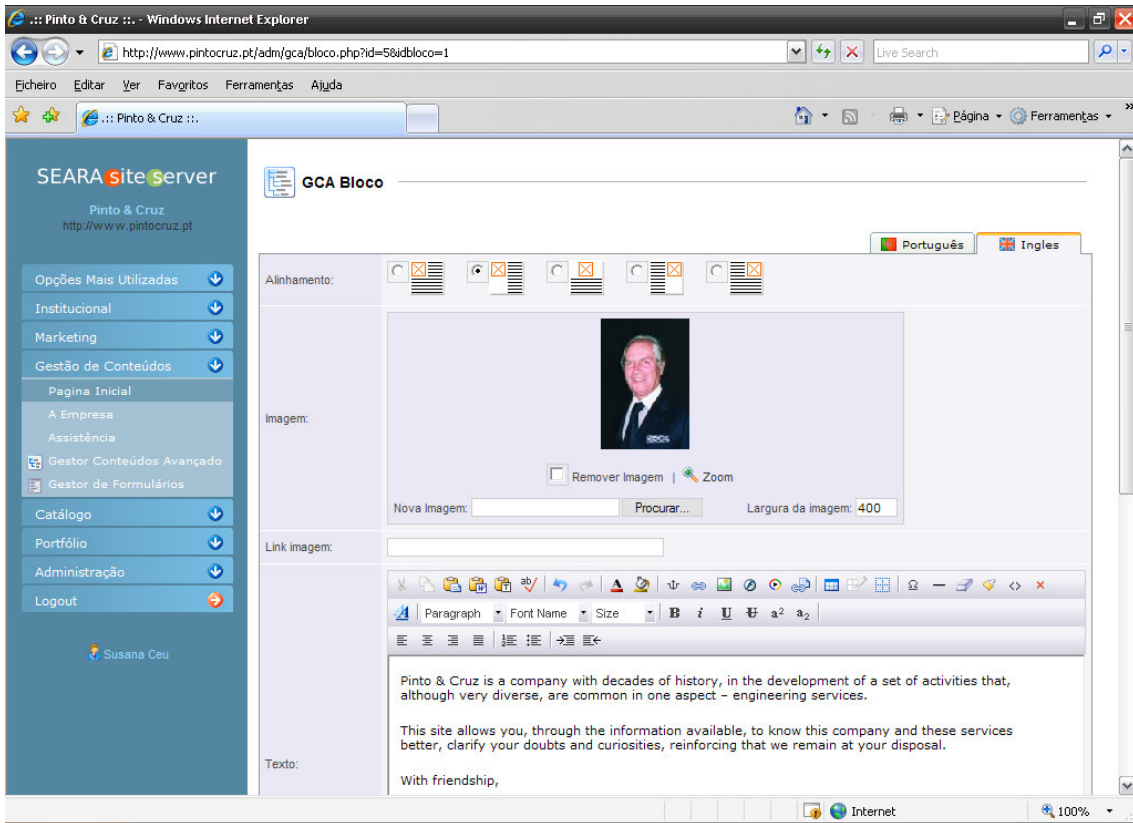 .:: Pinto & Cruz ::. - Windows Internet Explorer
http://www.pintocruz.pt/adm/gca/bloco.php?id=5&idbloco=1
Live Search
Ficheiro Editar Ver Favoritos Ferramentas Ajuda
.:: Pinto & Cruz ::.
Página Ferramentas
SEARA site server
Pinto & Cruz
http://www.pintocruz.pt
Opções Mais Utilizadas
Institucional
Marketing
Gestão de Conteúdos
Pagina Inicial
A Empresa
Assistência
Gestor Conteúdos Avançado
Gestor de Formulários
Catálogo
Portfólio
Administração
Logout
Susana Ceu
GCA Bloco
Português Ingles
Alinhamento:
Imagem:
Remover Imagem | Zoom
Nova Imagem: Procurar... Largura da imagem: 400
Link imagem:
Paragraph Font Name Size B i U U a² a₂
Texto:
Pinto & Cruz is a company with decades of history, in the development of a set of activities that,
although very diverse, are common in one aspect – engineering services.
This site allows you, through the information available, to know this company and these services
better, clarify your doubts and curiosities, reinforcing that we remain at your disposal.
With friendship,
Internet 100%